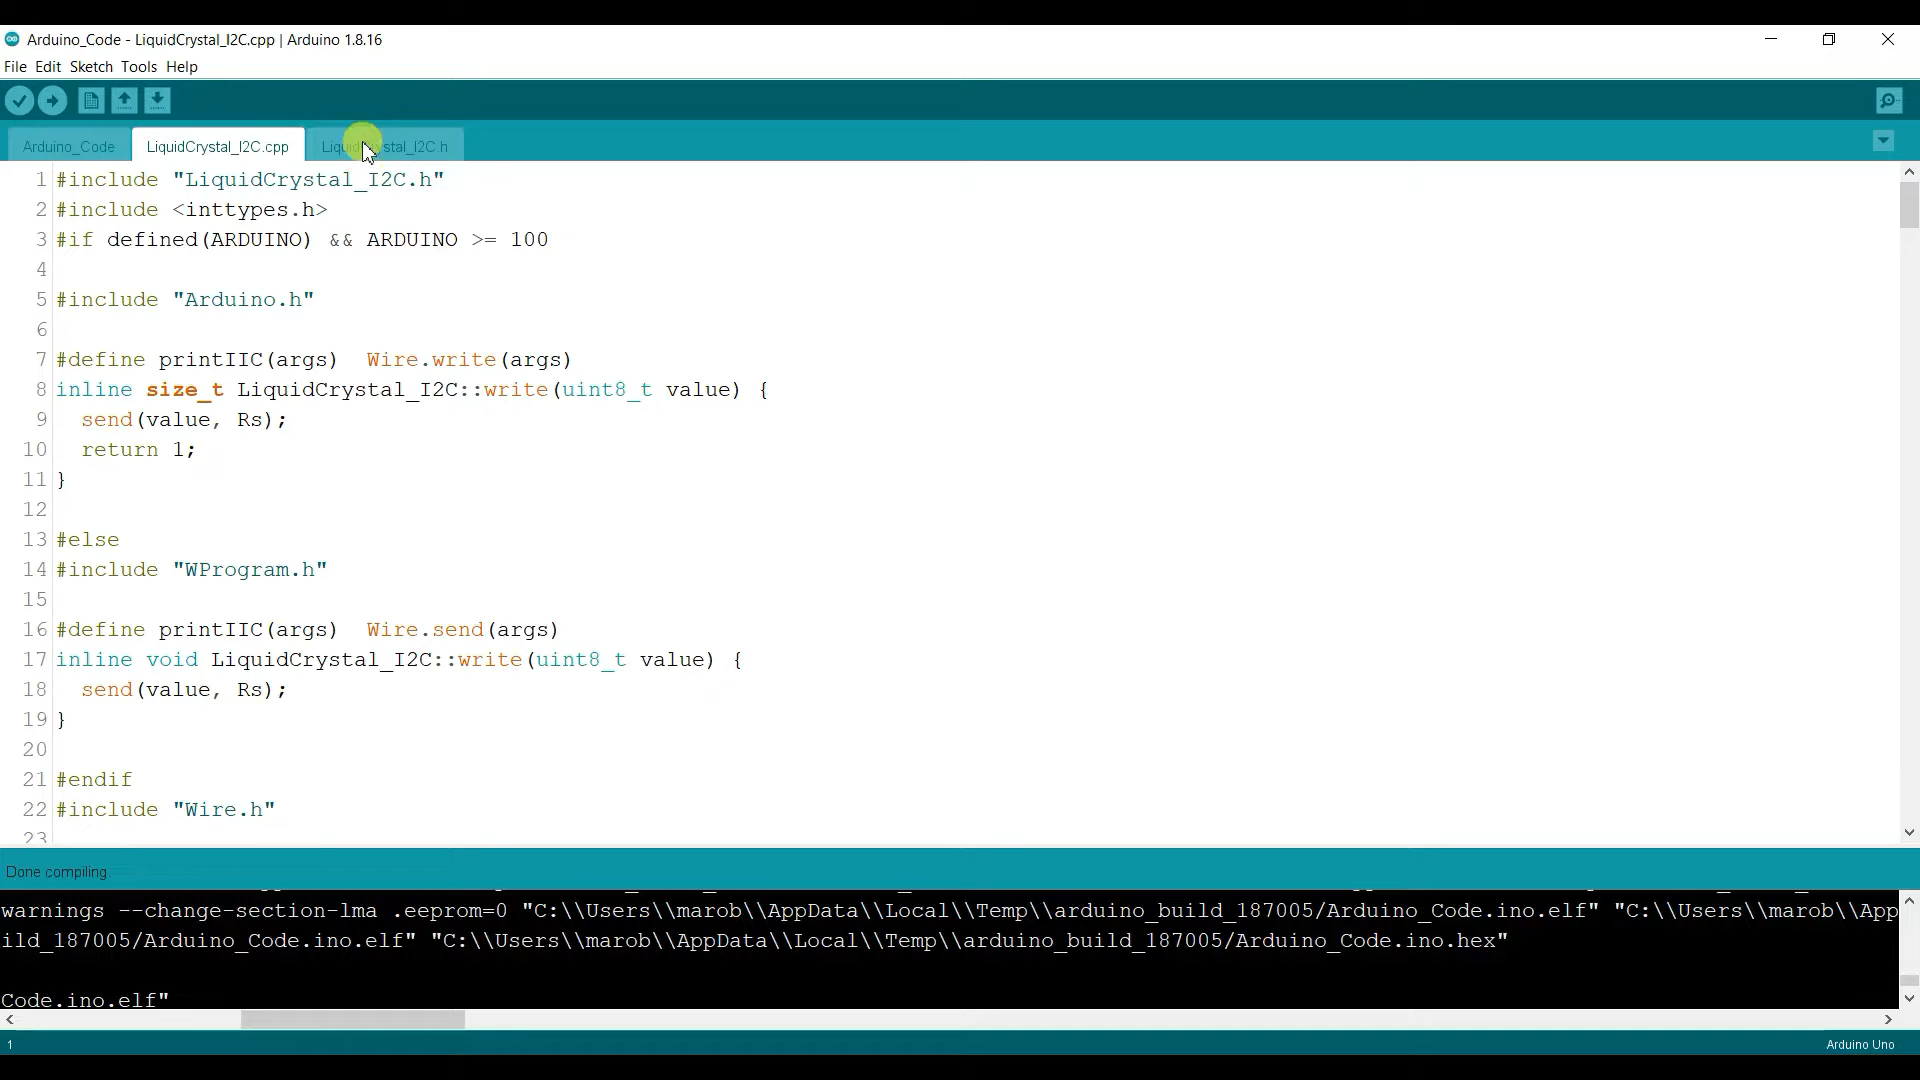 Arduino_Code - LiquidCrystal_I2C.cpp | Arduino 1.8.16
File Edit Sketch Tools Help
Arduino_Code LiquidCrystal_I2C.cpp LiquidCrystal_I2C.h
1 #include "LiquidCrystal_I2C.h"
2 #include <inttypes.h>
3 #if defined(ARDUINO) && ARDUINO >= 100
4
5 #include "Arduino.h"
6
7 #define printIIC(args)  Wire.write(args)
8 inline size_t LiquidCrystal_I2C::write(uint8_t value) {
9   send(value, Rs);
10   return 1;
11 }
12
13 #else
14 #include "WProgram.h"
15
16 #define printIIC(args)  Wire.send(args)
17 inline void LiquidCrystal_I2C::write(uint8_t value) {
18   send(value, Rs);
19 }
20
21 #endif
22 #include "Wire.h"
23
Done compiling.
warnings --change-section-lma .eeprom=0 "C:\\Users\\marob\\AppData\\Local\\Temp\\arduino_build_187005/Arduino_Code.ino.elf" "C:\\Users\\marob\\App
ild_187005/Arduino_Code.ino.elf" "C:\\Users\\marob\\AppData\\Local\\Temp\\arduino_build_187005/Arduino_Code.ino.hex"
Code.ino.elf"
1 Arduino Uno